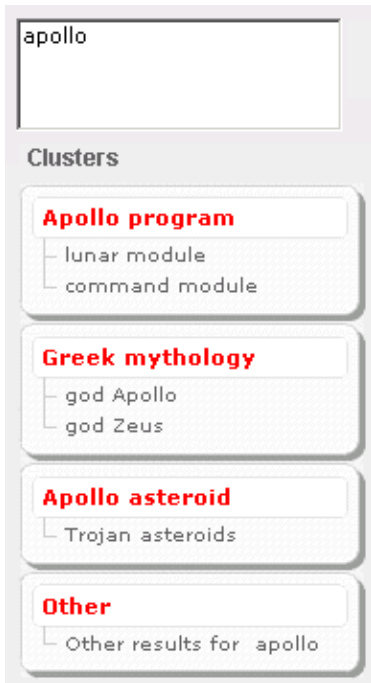 apollo
Clusters
Apollo program
lunar module
command module
Greek mythology
god Apollo
god Zeus
Apollo asteroid
Trojan asteroids
Other
Other results for apollo